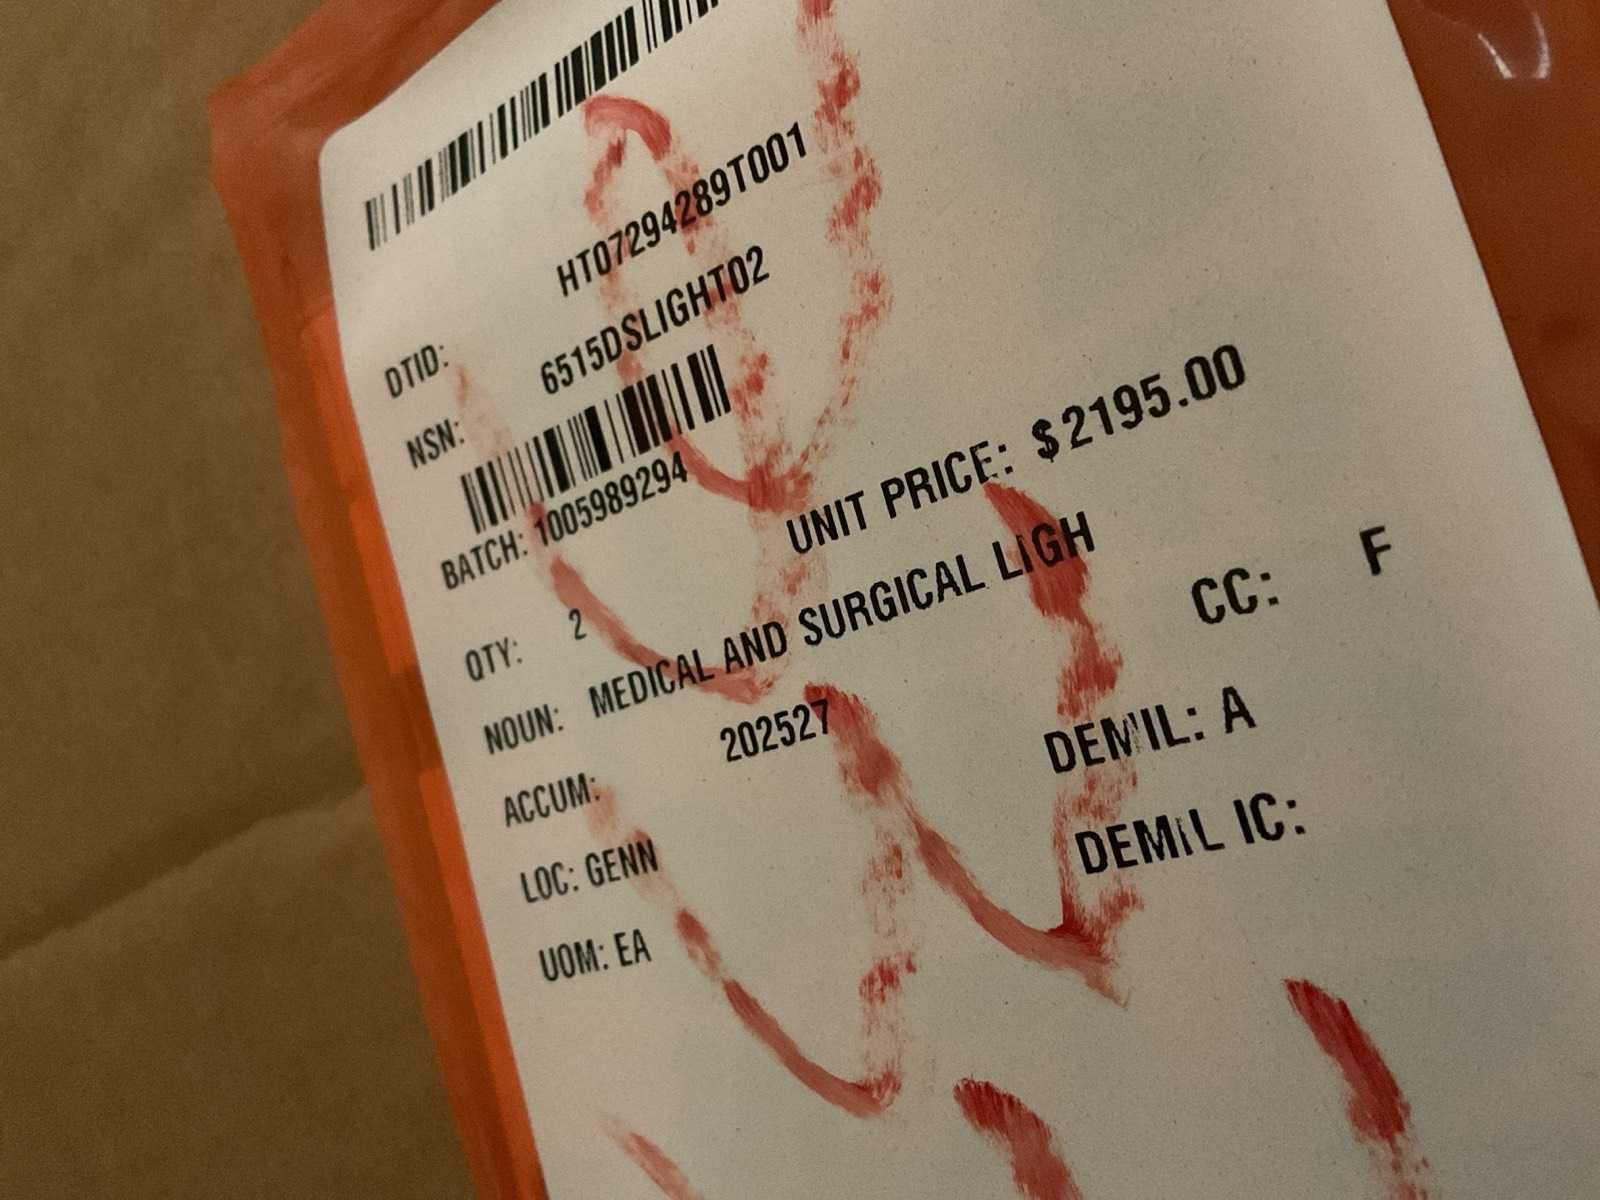 DTID: HT07294289T001
NSN: 6515DSLIGHT02
BATCH: 1005989294
UNIT PRICE: $2195.00
QTY: 2
NOUN: MEDICAL AND SURGICAL LIGH
CC: F
ACCUM: 202527
DEMIL: A
LOC: GENN
DEMIL IC:
UOM: EA